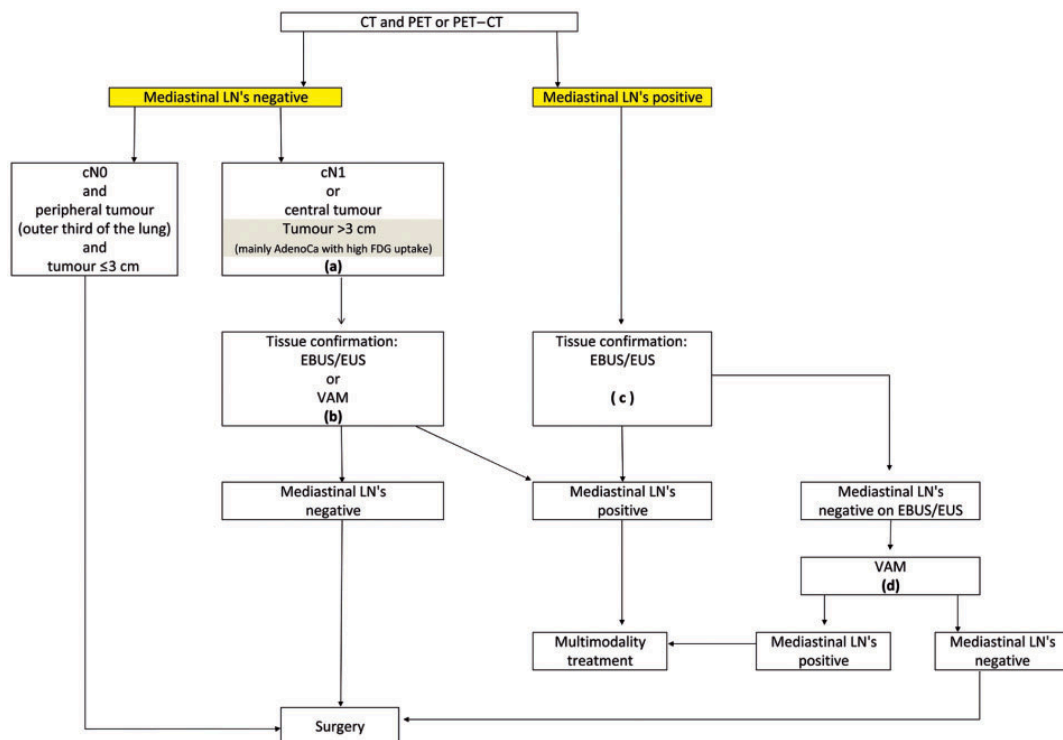 CT and PET or PET–CT
Mediastinal LN's negative
Mediastinal LN's positive
cN0
and
peripheral tumour
(outer third of the lung)
and
tumour ≤3 cm
cN1
or
central tumour
Tumour >3 cm
(mainly AdenoCa with high FDG uptake)
(a)
Tissue confirmation:
EBUS/EUS
or
VAM
(b)
Tissue confirmation:
EBUS/EUS
( c )
Mediastinal LN's
negative
Mediastinal LN's
positive
Mediastinal LN's
negative on EBUS/EUS
VAM
(d)
Multimodality
treatment
Mediastinal LN's
positive
Mediastinal LN's
negative
Surgery